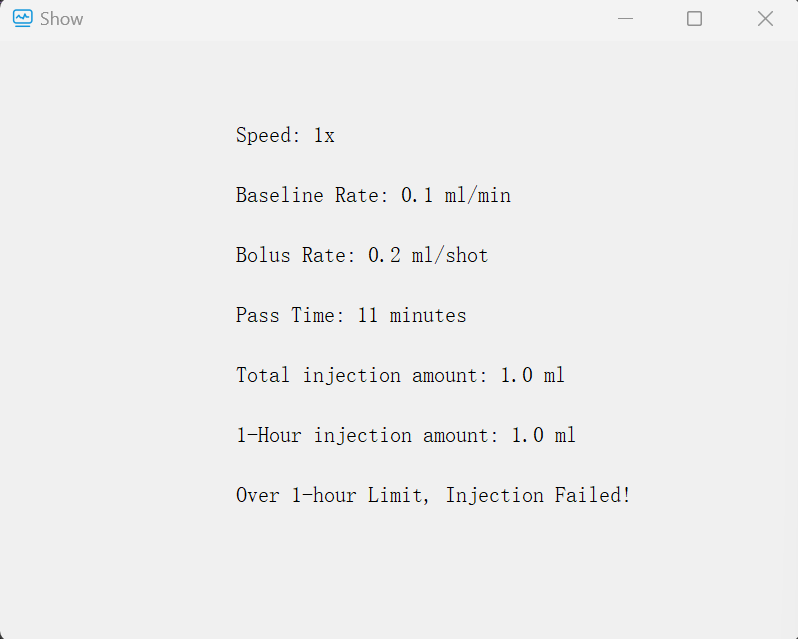 Show
Speed: 1x
Baseline Rate: 0.1 ml/min
Bolus Rate: 0.2 ml/shot
Pass Time: 11 minutes
Total injection amount: 1.0 ml
1-Hour injection amount: 1.0 ml
Over 1-hour Limit, Injection Failed!